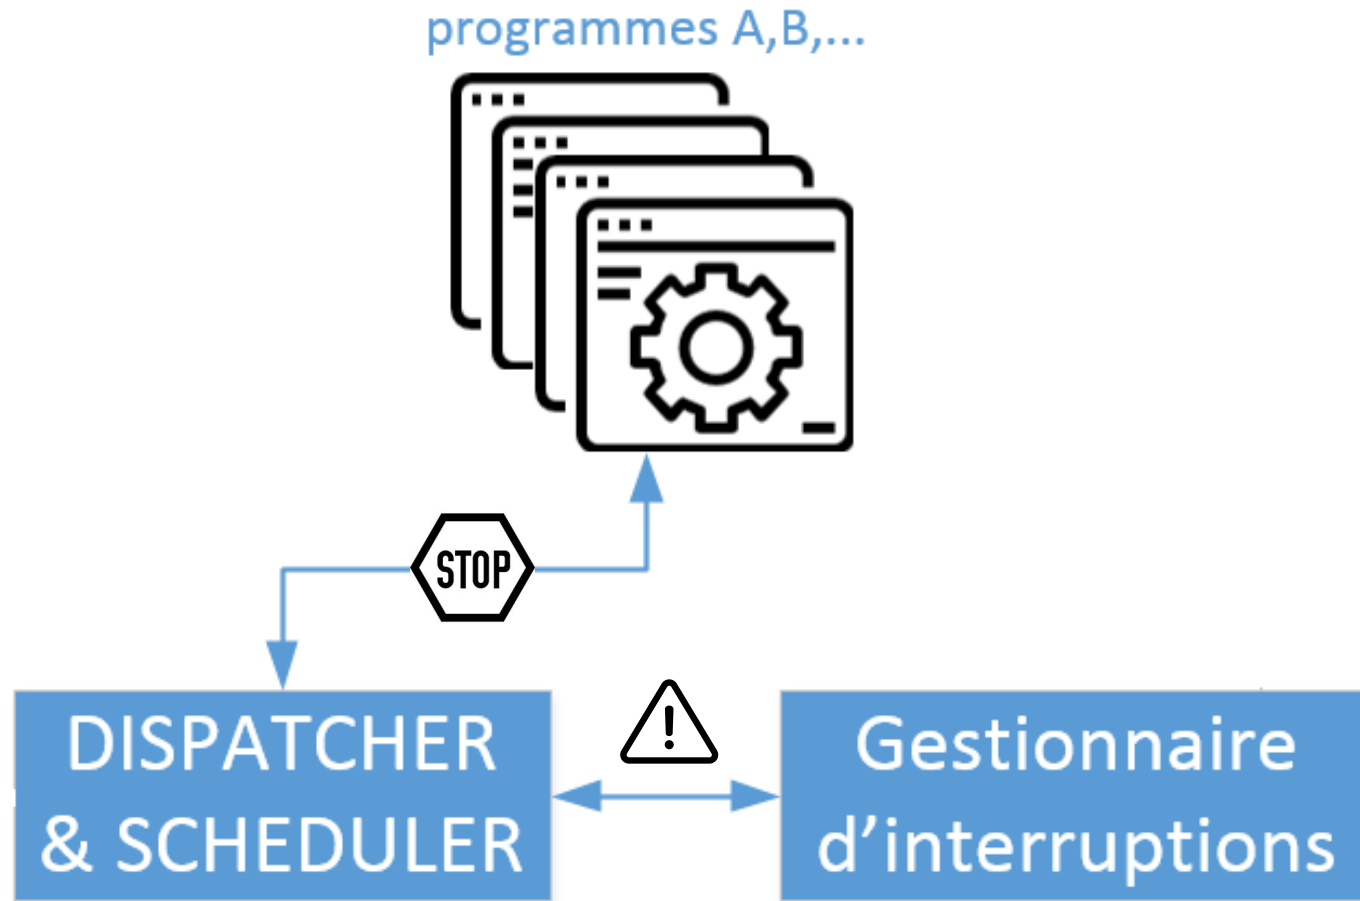 programmes A,B,...
STOP
DISPATCHER
& SCHEDULER
Gestionnaire
d’interruptions